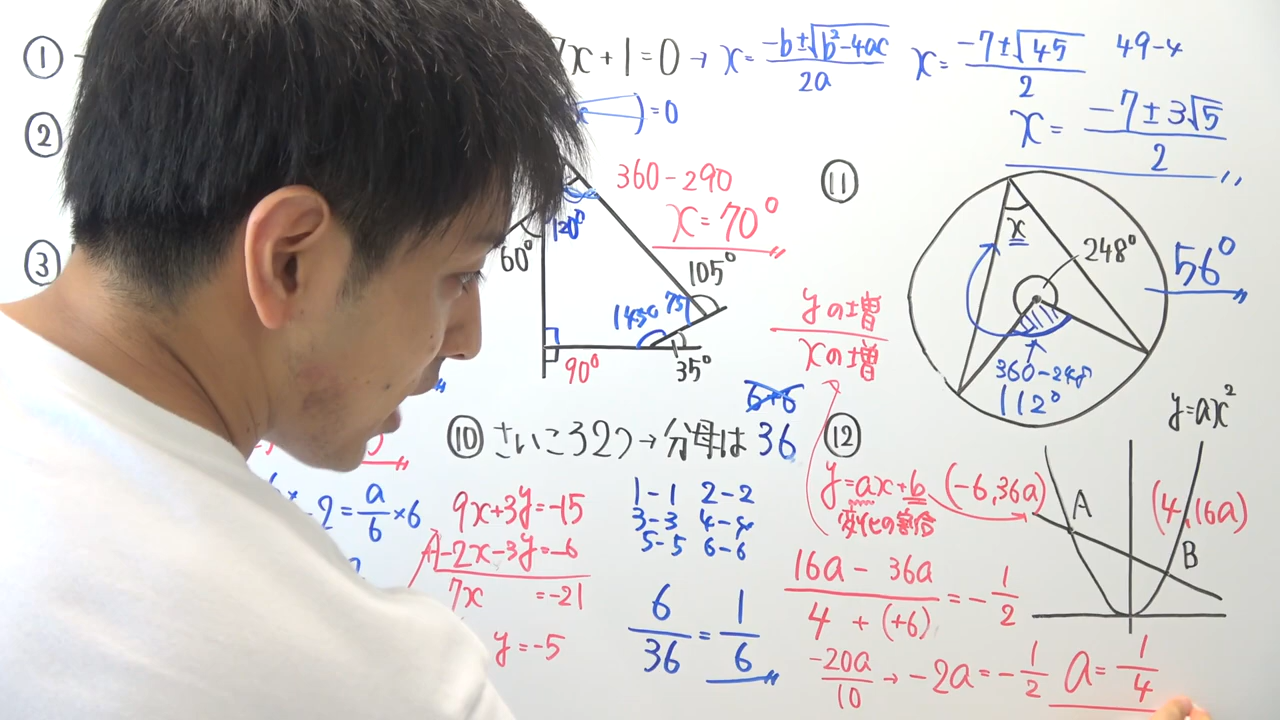 ①
7x+1=0 → x= -b±√b²-4ac / 2a
x= -7±√45 / 2
49-4
②
)=0
x= -7±3√5 / 2
③
120°
60°
360-290
x=70°
105°
75
145°
90°
35°
yの増
xの増
⑪
x
248°
56°
360-248
112°
-2= a/6 ×6
9x+3y=-15
-2x-3y=-6
7x =-21
y=-5
⑩ さいころ2つ→分母は36
6+6
1-1 2-2
3-3 4-4
5-5 6-6
6/36 = 1/6
⑫
y=ax+b
変化の割合
(-6,36a)
16a - 36a / 4 + (+6) = - 1/2
-20a/10 → -2a = - 1/2
a= 1/4
y=ax²
A
(4,16a)
B